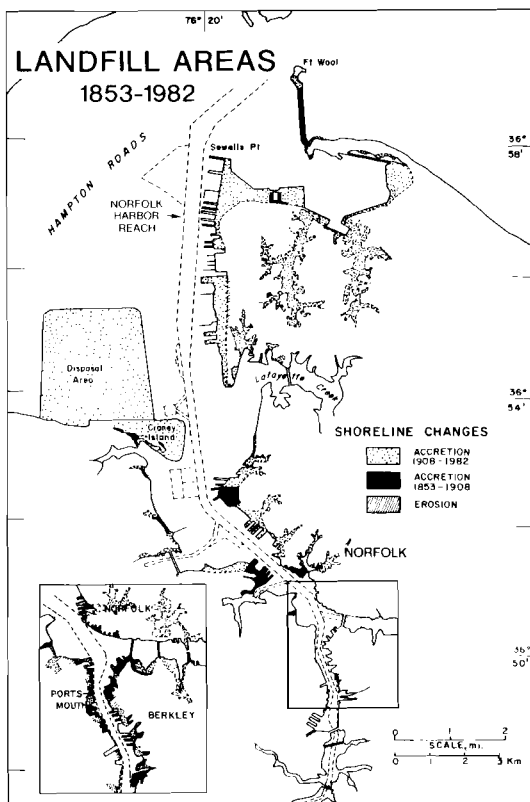 76° 20'
LANDFILL AREAS
1853-1982
Ft Wool
36°
58'
Sewells Pt
HAMPTON ROADS
NORFOLK
HARBOR
REACH
Disposal
Area
Lafayette Creek
36°
54'
Craney
Island
SHORELINE CHANGES
ACCRETION
1908-1982
ACCRETION
1853-1908
EROSION
NORFOLK
NORFOLK
36°
50'
PORTS-
MOUTH
BERKLEY
0 1 2
SCALE, mi.
0 1 2 3 Km